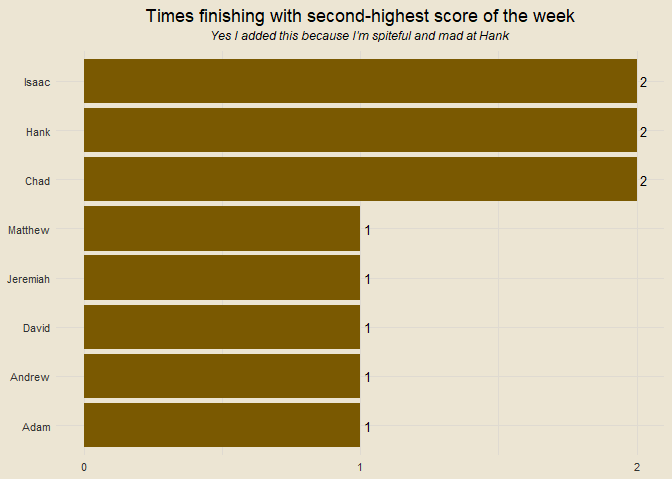 Times finishing with second-highest score of the week
Yes I added this because I'm spiteful and mad at Hank
Isaac 2
Hank 2
Chad 2
Matthew 1
Jeremiah 1
David 1
Andrew 1
Adam 1
0 1 2